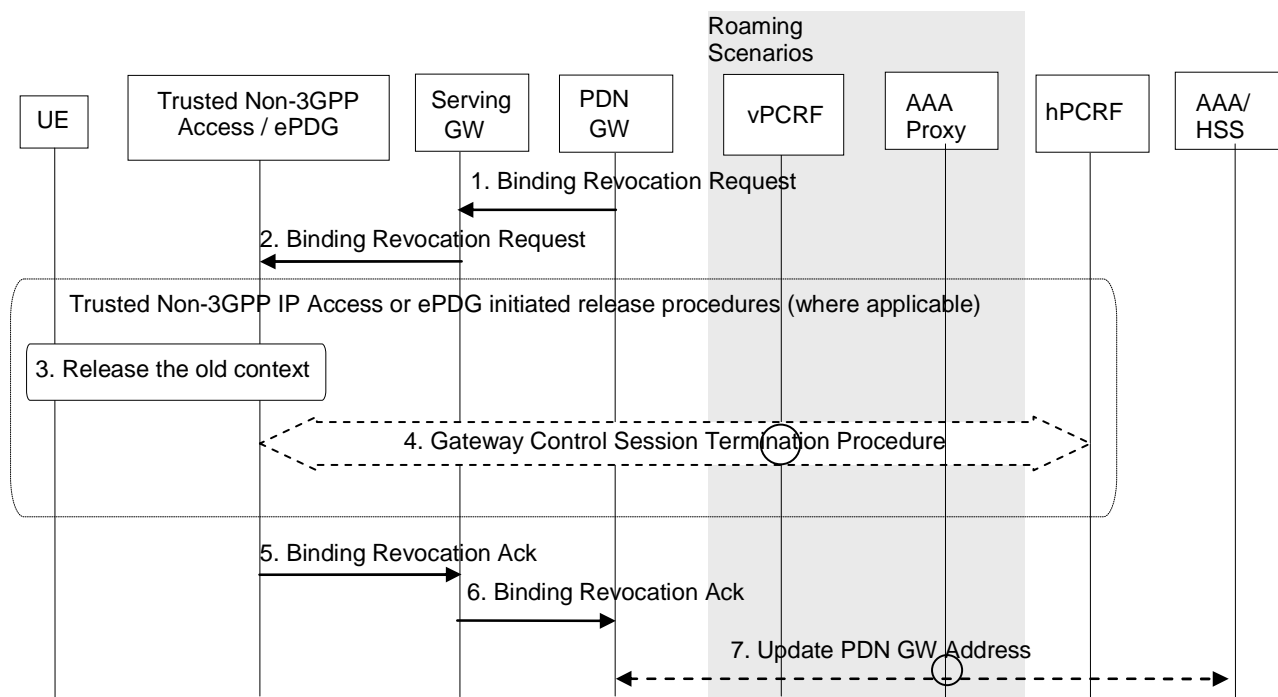 Roaming
Scenarios
UE
Trusted Non-3GPP
Access / ePDG
Serving
GW
PDN
GW
vPCRF
AAA
Proxy
hPCRF
AAA/
HSS
1. Binding Revocation Request
2. Binding Revocation Request
Trusted Non-3GPP IP Access or ePDG initiated release procedures (where applicable)
3. Release the old context
4. Gateway Control Session Termination Procedure
5. Binding Revocation Ack
6. Binding Revocation Ack
7. Update PDN GW Address